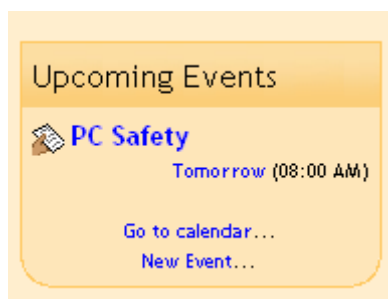 Upcoming Events
PC Safety
Tomorrow (08:00 AM)
Go to calendar...
New Event...